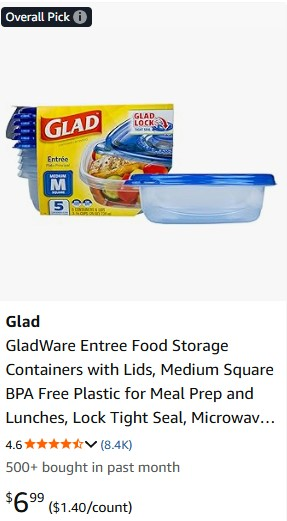 Overall Pick
GLAD
GLAD
LOCK
Entrée
MEDIUM
M
SQUARE
5
Glad
GladWare Entree Food Storage
Containers with Lids, Medium Square
BPA Free Plastic for Meal Prep and
Lunches, Lock Tight Seal, Microwav…
4.6 (8.4K)
500+ bought in past month
$6.99 ($1.40/count)